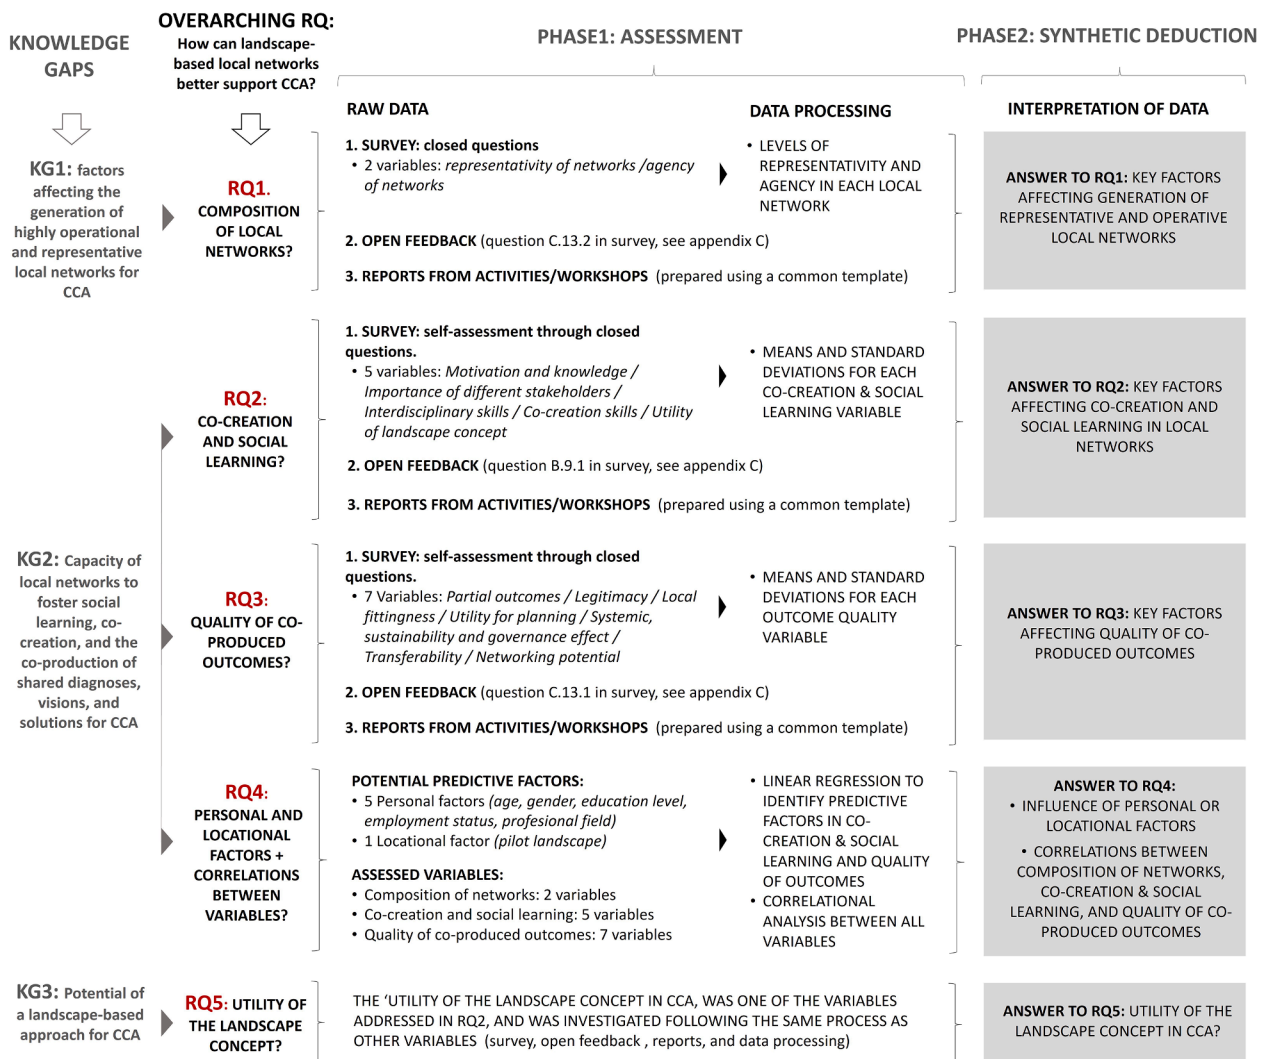 KNOWLEDGE
GAPS
OVERARCHING RQ:
How can landscape-
based local networks
better support CCA?
PHASE1: ASSESSMENT
PHASE2: SYNTHETIC DEDUCTION
RAW DATA
DATA PROCESSING
INTERPRETATION OF DATA
KG1: factors
affecting the
generation of
highly operational
and representative
local networks for
CCA
RQ1.
COMPOSITION
OF LOCAL
NETWORKS?
1. SURVEY: closed questions
• 2 variables: representativity of networks /agency
of networks
• LEVELS OF
REPRESENTATIVITY AND
AGENCY IN EACH LOCAL
NETWORK
2. OPEN FEEDBACK (question C.13.2 in survey, see appendix C)
3. REPORTS FROM ACTIVITIES/WORKSHOPS (prepared using a common template)
ANSWER TO RQ1: KEY FACTORS
AFFECTING GENERATION OF
REPRESENTATIVE AND OPERATIVE
LOCAL NETWORKS
KG2: Capacity of
local networks to
foster social
learning, co-
creation, and the
co-production of
shared diagnoses,
visions, and
solutions for CCA
RQ2:
CO-CREATION
AND SOCIAL
LEARNING?
1. SURVEY: self-assessment through closed
questions.
• 5 variables: Motivation and knowledge /
Importance of different stakeholders /
Interdisciplinary skills / Co-creation skills / Utility
of landscape concept
• MEANS AND STANDARD
DEVIATIONS FOR EACH
CO-CREATION & SOCIAL
LEARNING VARIABLE
2. OPEN FEEDBACK (question B.9.1 in survey, see appendix C)
3. REPORTS FROM ACTIVITIES/WORKSHOPS (prepared using a common template)
ANSWER TO RQ2: KEY FACTORS
AFFECTING CO-CREATION AND
SOCIAL LEARNING IN LOCAL
NETWORKS
RQ3:
QUALITY OF CO-
PRODUCED
OUTCOMES?
1. SURVEY: self-assessment through closed
questions.
• 7 Variables: Partial outcomes / Legitimacy / Local
fittingness / Utility for planning / Systemic,
sustainability and governance effect /
Transferability / Networking potential
• MEANS AND STANDARD
DEVIATIONS FOR EACH
OUTCOME QUALITY
VARIABLE
2. OPEN FEEDBACK (question C.13.1 in survey, see appendix C)
3. REPORTS FROM ACTIVITIES/WORKSHOPS (prepared using a common template)
ANSWER TO RQ3: KEY FACTORS
AFFECTING QUALITY OF CO-
PRODUCED OUTCOMES
RQ4:
PERSONAL AND
LOCATIONAL
FACTORS +
CORRELATIONS
BETWEEN
VARIABLES?
POTENTIAL PREDICTIVE FACTORS:
• 5 Personal factors (age, gender, education level,
employment status, profesional field)
• 1 Locational factor (pilot landscape)
ASSESSED VARIABLES:
• Composition of networks: 2 variables
• Co-creation and social learning: 5 variables
• Quality of co-produced outcomes: 7 variables
• LINEAR REGRESSION TO
IDENTIFY PREDICTIVE
FACTORS IN CO-
CREATION & SOCIAL
LEARNING AND QUALITY
OF OUTCOMES
• CORRELATIONAL
ANALYSIS BETWEEN ALL
VARIABLES
ANSWER TO RQ4:
• INFLUENCE OF PERSONAL OR
LOCATIONAL FACTORS
• CORRELATIONS BETWEEN
COMPOSITION OF NETWORKS,
CO-CREATION & SOCIAL
LEARNING, AND QUALITY OF CO-
PRODUCED OUTCOMES
KG3: Potential of
a landscape-based
approach for CCA
RQ5: UTILITY OF
THE LANDSCAPE
CONCEPT?
THE ‘UTILITY OF THE LANDSCAPE CONCEPT IN CCA, WAS ONE OF THE VARIABLES
ADDRESSED IN RQ2, AND WAS INVESTIGATED FOLLOWING THE SAME PROCESS AS
OTHER VARIABLES (survey, open feedback , reports, and data processing)
ANSWER TO RQ5: UTILITY OF THE
LANDSCAPE CONCEPT IN CCA?